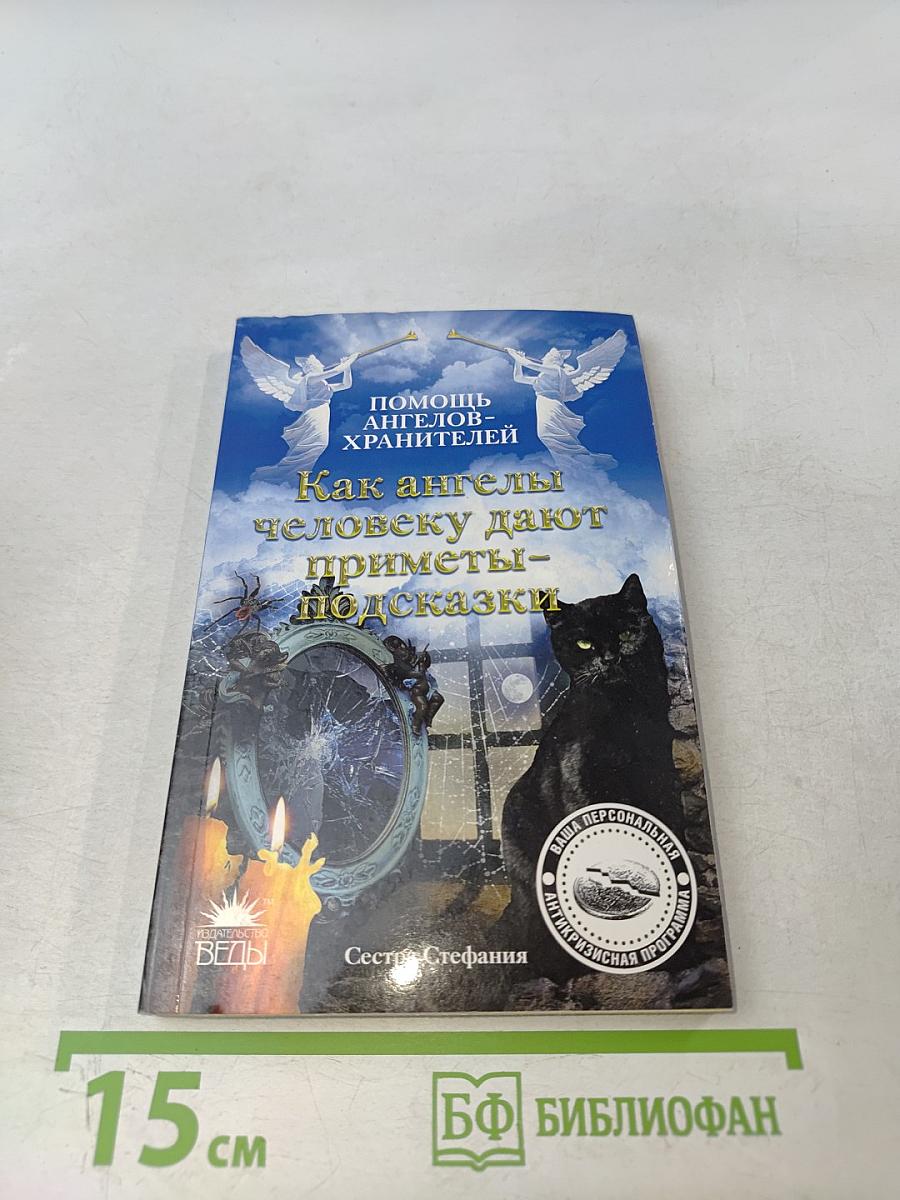 ПОМОЩЬ
АНГЕЛОВ-
ХРАНИТЕЛЕЙ
Как ангелы
человеку дают
приметы-
подсказки
ВАША ПЕРСОНАЛЬНАЯ
АНТИКРИЗИСНАЯ ПРОГРАММА
TM
ИЗДАТЕЛЬСТВО
ВЕДЫ
Сестра Стефания
15 см
БФ БИБЛИОФАН